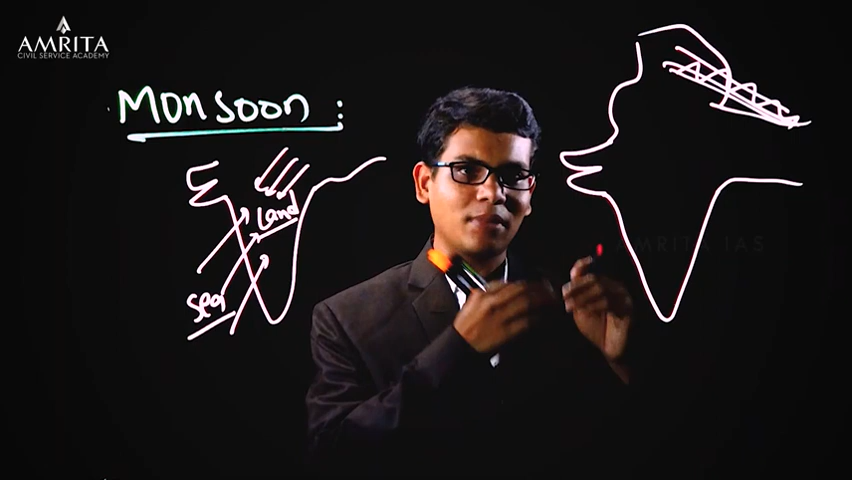 AMRITA
CIVIL SERVICE ACADEMY
Monsoon :
Land
Sea
AMRITA IAS